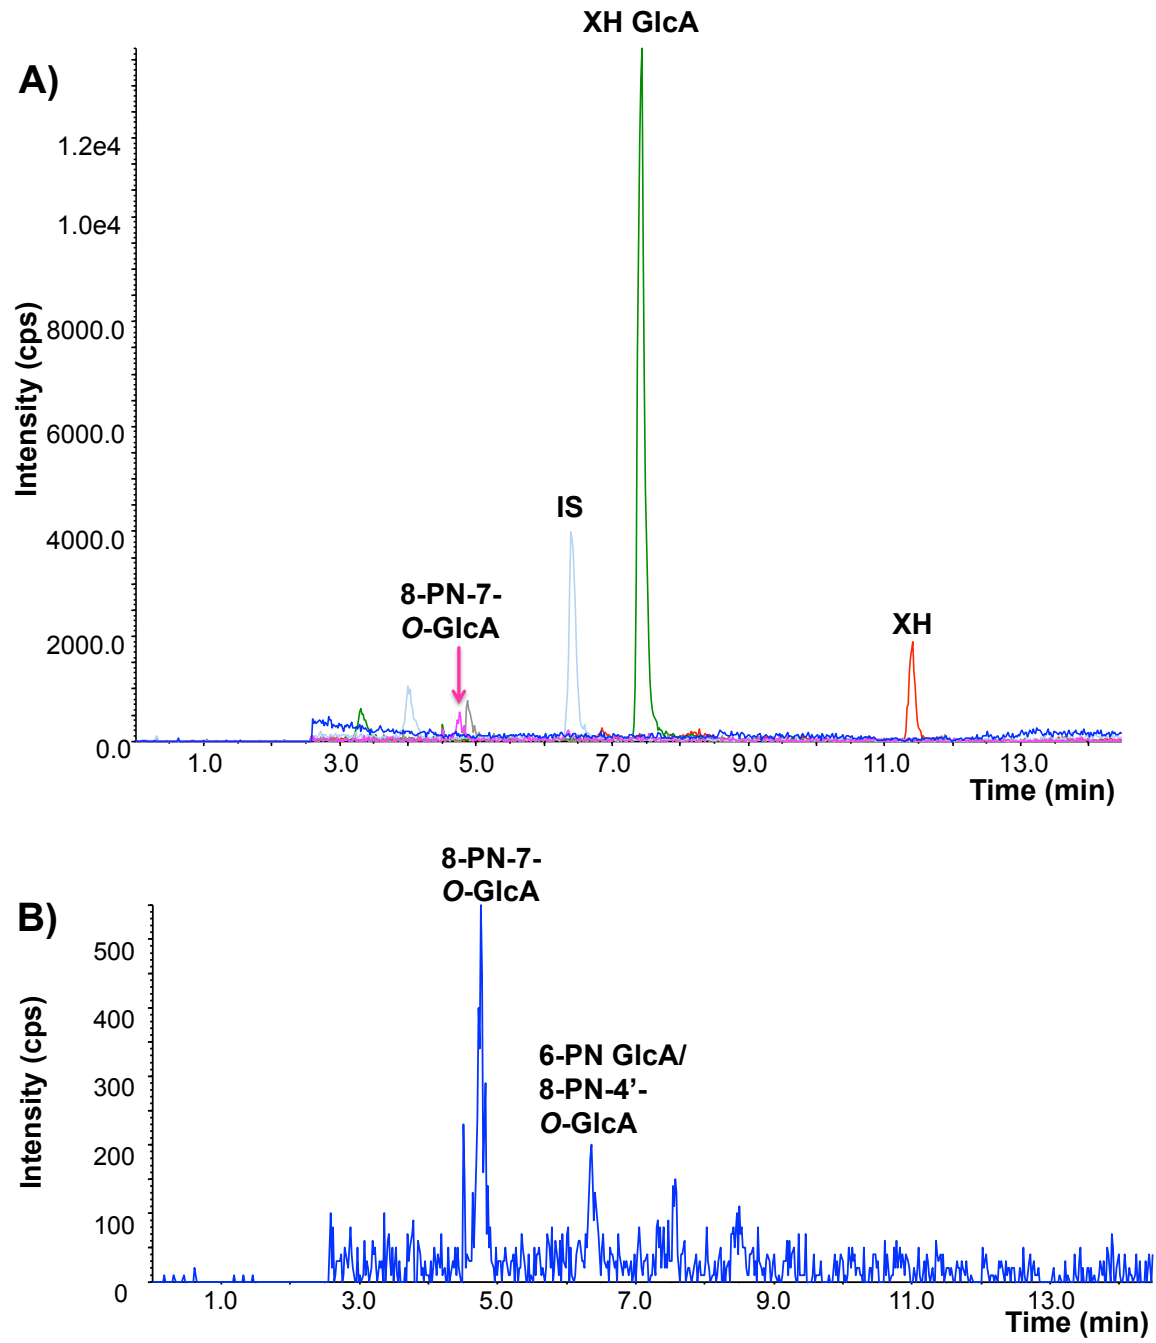 XH GlcA
A)
1.2e4
1.0e4
8000.0
6000.0
4000.0
2000.0
0.0
Intensity (cps)
IS
8-PN-7-
O-GlcA
XH
1.0
3.0
5.0
7.0
9.0
11.0
13.0
Time (min)
8-PN-7-
O-GlcA
B)
500
400
300
200
100
0
Intensity (cps)
6-PN GlcA/
8-PN-4’-
O-GlcA
1.0
3.0
5.0
7.0
9.0
11.0
13.0
Time (min)